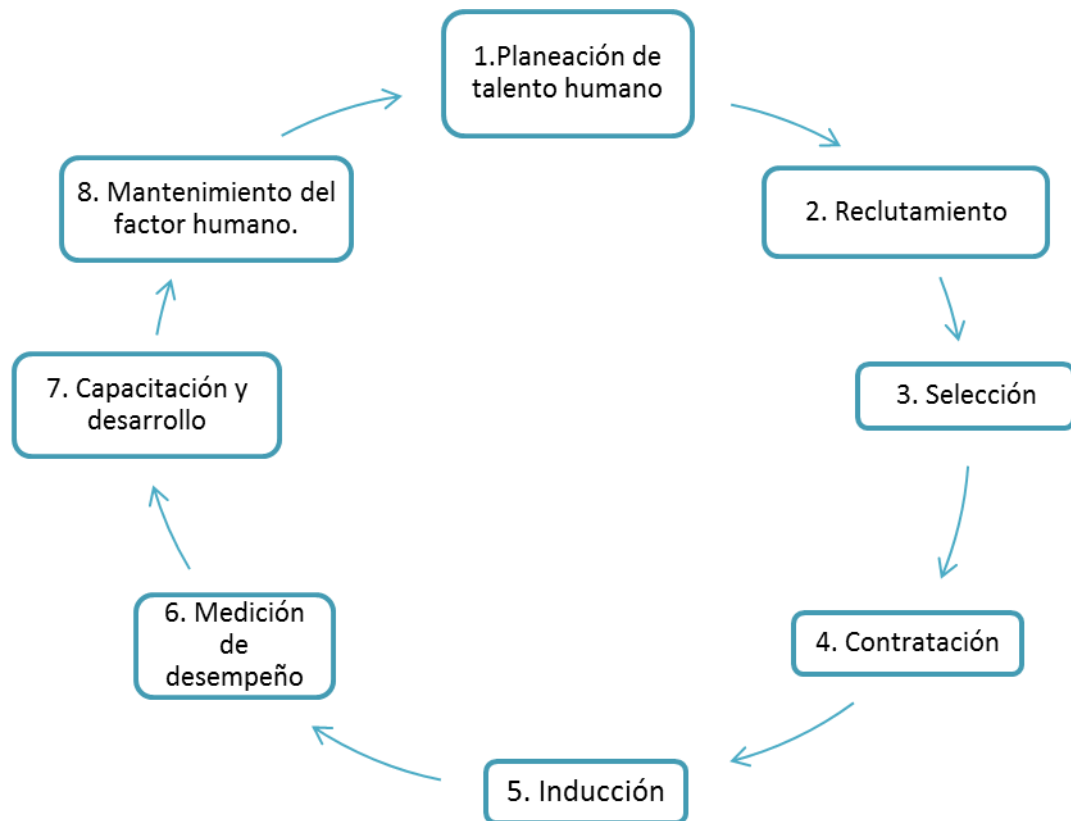 1.Planeación de
talento humano
2. Reclutamiento
3. Selección
4. Contratación
5. Inducción
6. Medición
de
desempeño
7. Capacitación y
desarrollo
8. Mantenimiento del
factor humano.